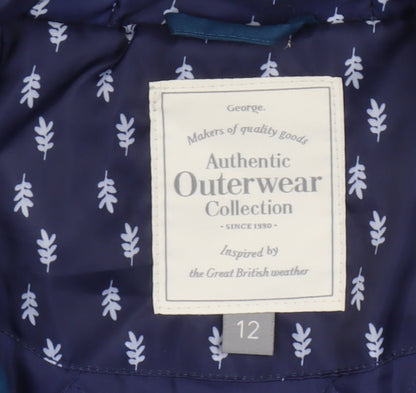 George.
Makers of quality goods
Authentic
Outerwear
Collection
- SINCE 1990 -
Inspired by
the Great British weather
12